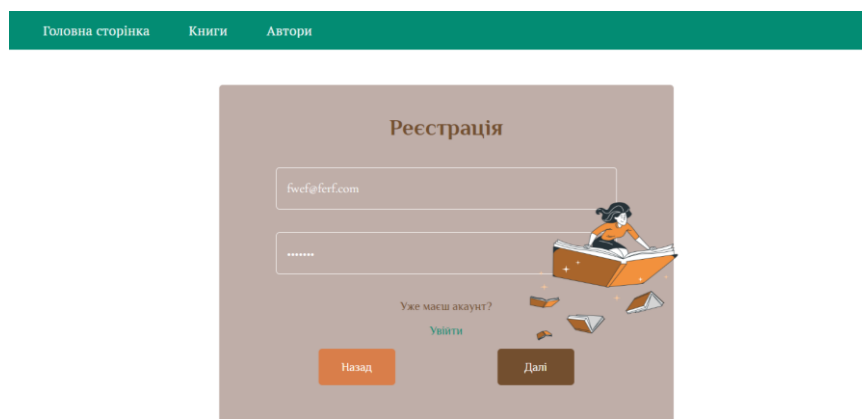 Головна сторінка Книги Автори
Реєстрація
fwef@ferf.com
•••••••
Уже маєш акаунт?
Увійти
Назад Далі